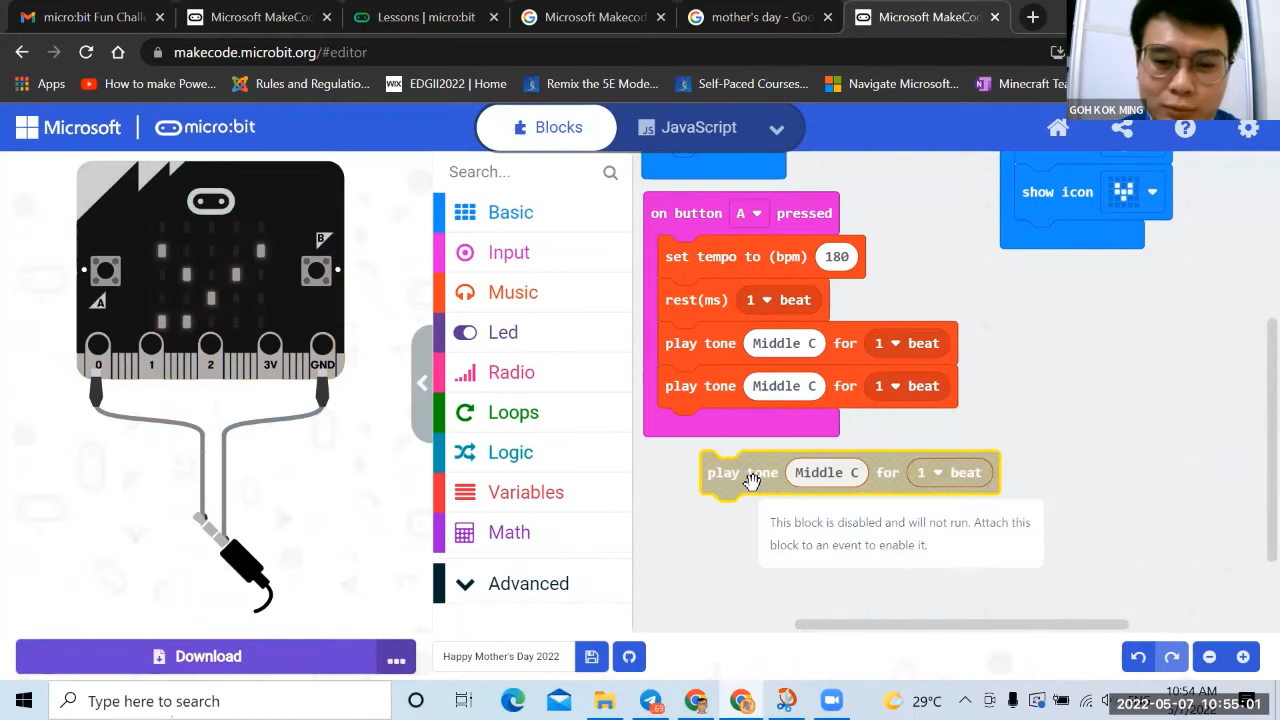 micro:bit Fun Chall
Microsoft MakeCode
Lessons | micro:bit
Microsoft Makecod
mother's day - Goo
Microsoft MakeCo
makecode.microbit.org/#editor
Apps
How to make Power...
Rules and Regulatio...
WIX
EDGII2022 | Home
Remix the 5E Mode...
Self-Paced Courses...
Navigate Microsoft...
Minecraft Tea
GOH KOK MING
Microsoft
micro:bit
Blocks
JS
JavaScript
Search...
Basic
Input
Music
Led
Radio
Loops
Logic
Variables
Math
Advanced
A
B
0
1
2
3V
GND
show icon
on button A pressed
set tempo to (bpm) 180
rest(ms) 1 beat
play tone Middle C for 1 beat
play tone Middle C for 1 beat
play tone Middle C for 1 beat
This block is disabled and will not run. Attach this
block to an event to enable it.
Download
...
Happy Mother's Day 2022
Type here to search
29°C
10:54 AM
2022-05-07 10:55:01